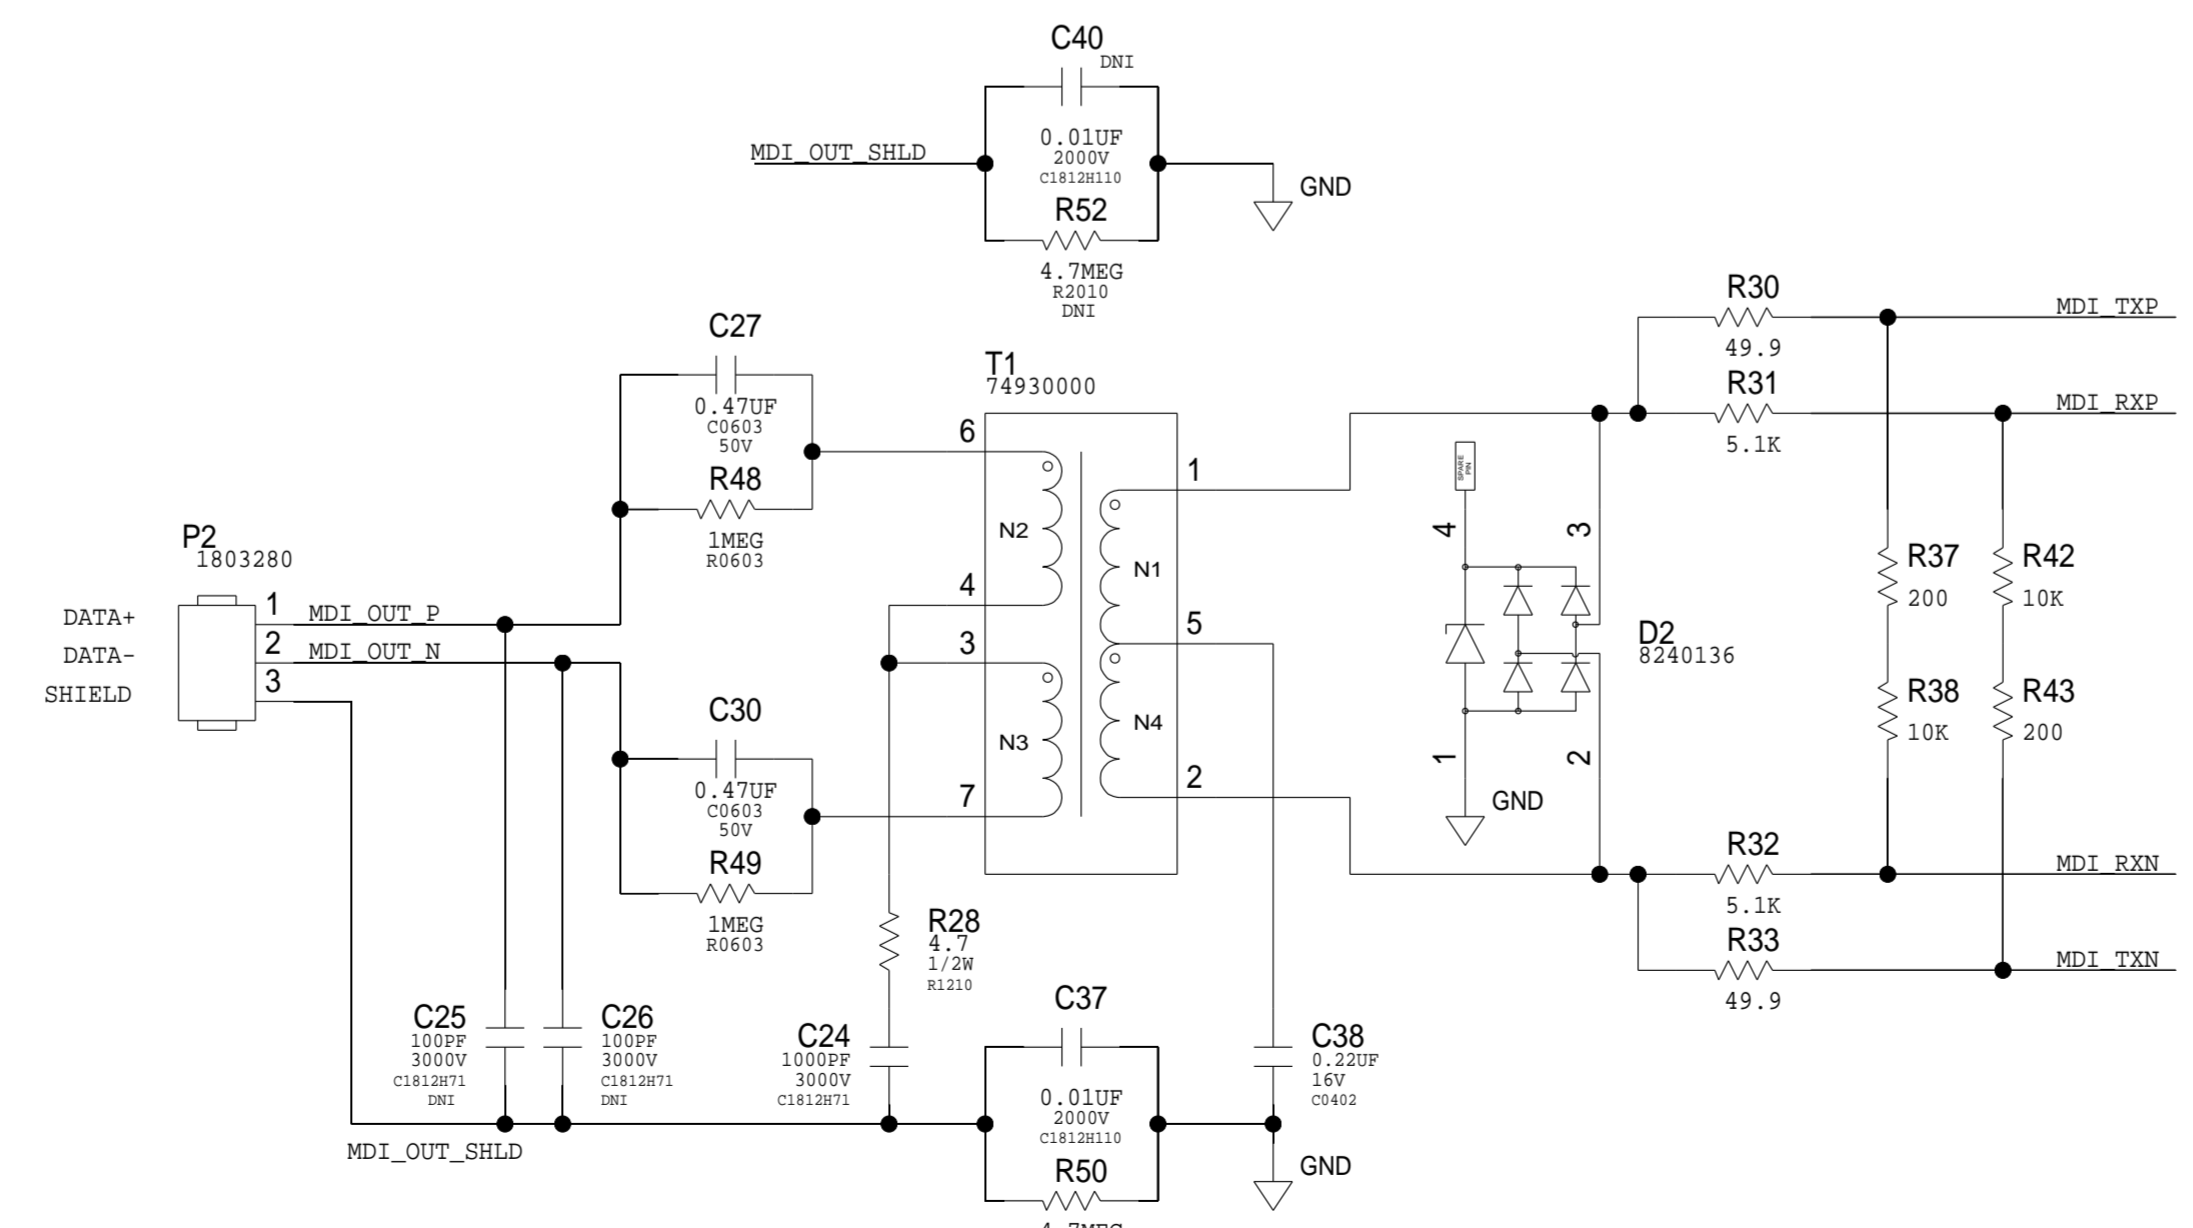 C40
DNI
0.01UF
2000V
C1812H110
MDI_OUT_SHLD
GND
R52
4.7MEG
R2010
DNI
C27
0.47UF
C0603
50V
R48
1MEG
R0603
T1
74930000
6
4
3
7
N2
N3
N1
N4
1
5
2
R30
49.9
MDI_TXP
R31
5.1K
MDI_RXP
SPARE
PIN
4
3
1
2
D2
8240136
GND
R37
200
R42
10K
R38
10K
R43
200
P2
1803280
DATA+
1
MDI_OUT_P
DATA-
2
MDI_OUT_N
SHIELD
3
C30
0.47UF
C0603
50V
R49
1MEG
R0603
R32
5.1K
MDI_RXN
R33
49.9
MDI_TXN
R28
4.7
1/2W
R1210
C25
100PF
3000V
C1812H71
DNI
C26
100PF
3000V
C1812H71
DNI
C24
1000PF
3000V
C1812H71
C37
0.01UF
2000V
C1812H110
R50
C38
0.22UF
16V
C0402
MDI_OUT_SHLD
GND